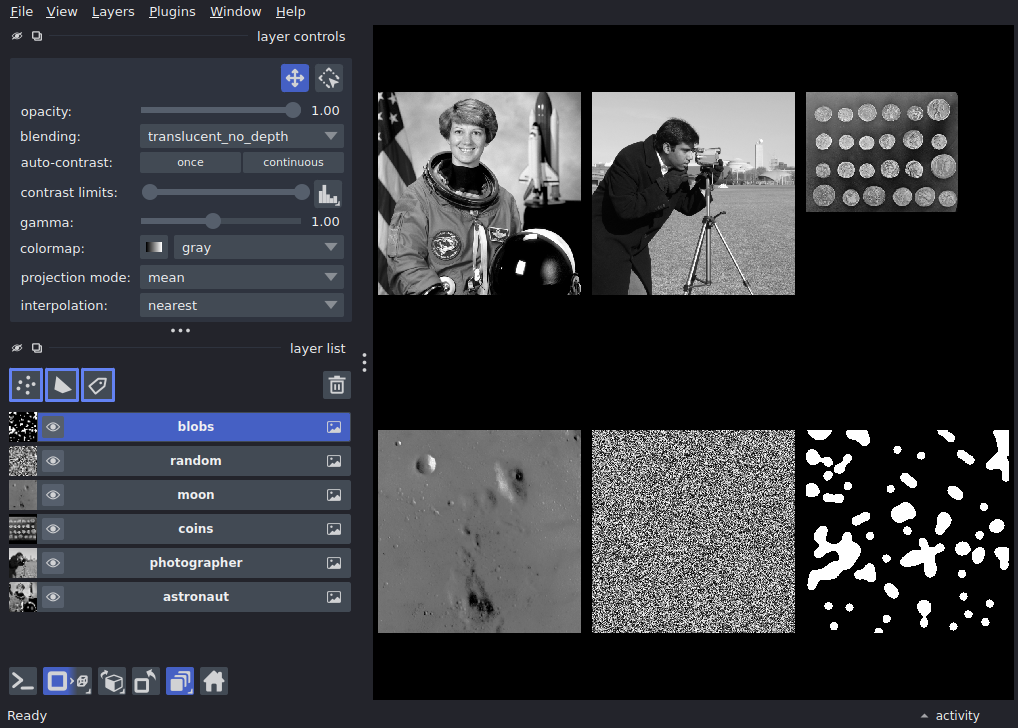 File View Layers Plugins Window Help
layer controls
opacity: 1.00
blending: translucent_no_depth
auto-contrast: once continuous
contrast limits:
gamma: 1.00
colormap: gray
projection mode: mean
interpolation: nearest
layer list
blobs
random
moon
coins
photographer
astronaut
Ready
activity